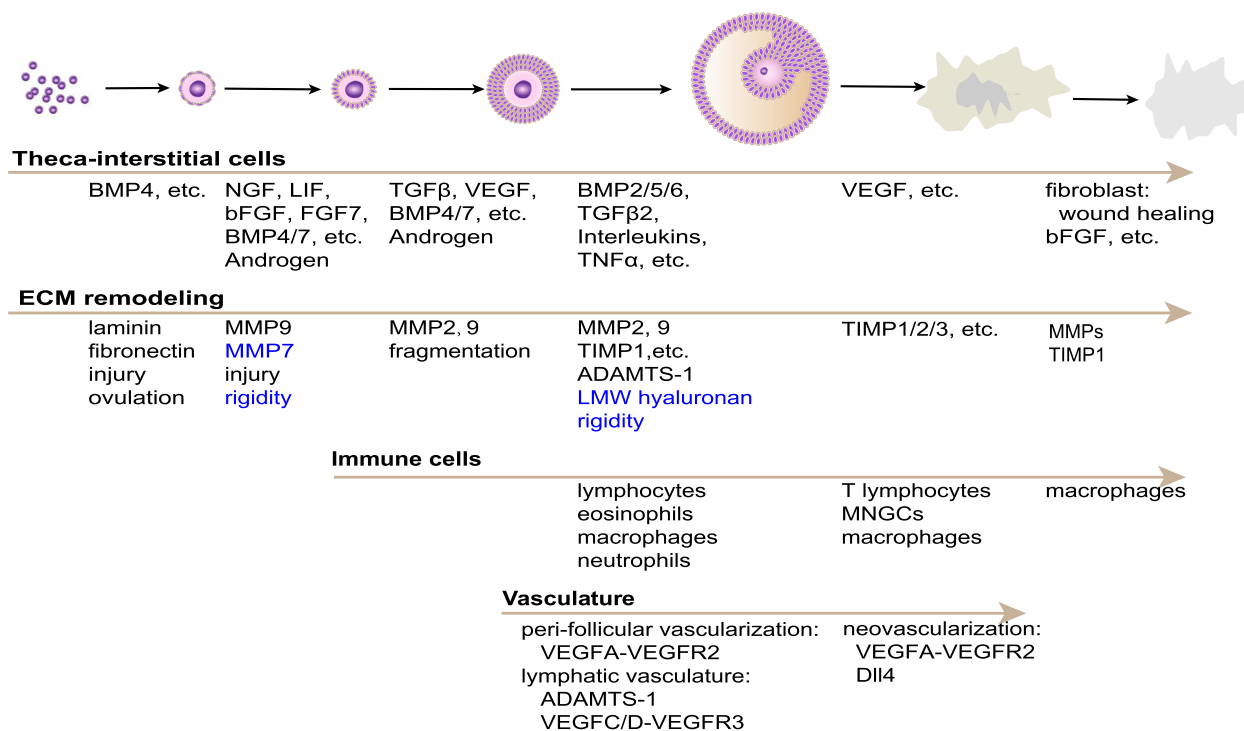 Theca-interstitial cells
BMP4, etc.
NGF, LIF,
bFGF, FGF7,
BMP4/7, etc.
Androgen
TGFβ, VEGF,
BMP4/7, etc.
Androgen
BMP2/5/6,
TGFβ2,
Interleukins,
TNFα, etc.
VEGF, etc.
fibroblast:
wound healing
bFGF, etc.
ECM remodeling
laminin
fibronectin
injury
ovulation
MMP9
MMP7
injury
rigidity
MMP2, 9
fragmentation
MMP2, 9
TIMP1,etc.
ADAMTS-1
LMW hyaluronan
rigidity
TIMP1/2/3, etc.
MMPs
TIMP1
Immune cells
lymphocytes
eosinophils
macrophages
neutrophils
T lymphocytes
MNGCs
macrophages
macrophages
Vasculature
peri-follicular vascularization:
VEGFA-VEGFR2
lymphatic vasculature:
ADAMTS-1
VEGFC/D-VEGFR3
neovascularization:
VEGFA-VEGFR2
Dll4